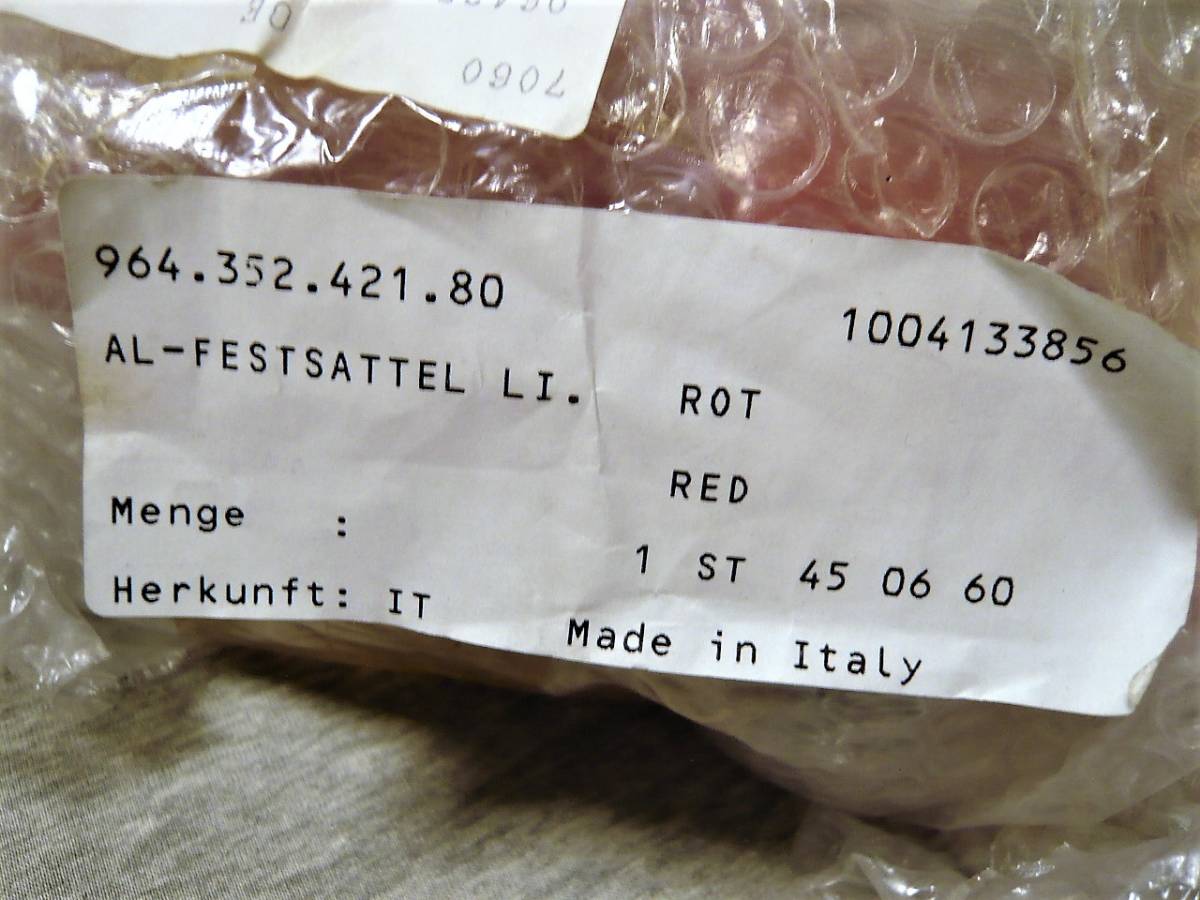 7060
964.352.421.80
1004133856
AL-FESTSATTEL LI. ROT
RED
Menge : 1 ST 45 06 60
Herkunft: IT Made in Italy